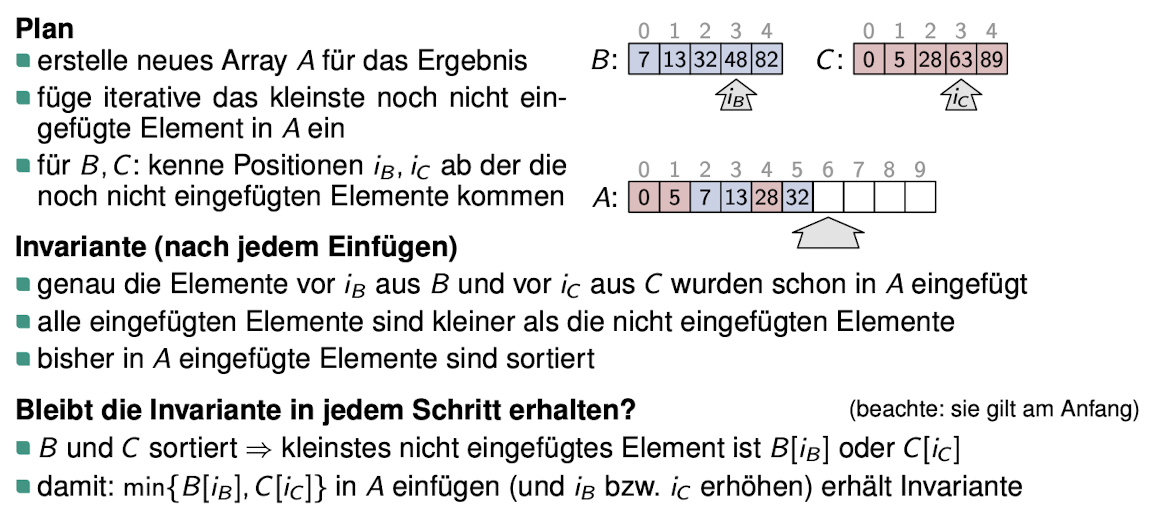 Plan
erstelle neues Array A für das Ergebnis
füge iterative das kleinste noch nicht ein-
gefügte Element in A ein
für B, C: kenne Positionen i_B, i_C ab der die
noch nicht eingefügten Elemente kommen
0 1 2 3 4
B: 7 13 32 48 82
i_B
0 1 2 3 4
C: 0 5 28 63 89
i_C
0 1 2 3 4 5 6 7 8 9
A: 0 5 7 13 28 32
Invariante (nach jedem Einfügen)
genau die Elemente vor i_B aus B und vor i_C aus C wurden schon in A eingefügt
alle eingefügten Elemente sind kleiner als die nicht eingefügten Elemente
bisher in A eingefügte Elemente sind sortiert
Bleibt die Invariante in jedem Schritt erhalten? (beachte: sie gilt am Anfang)
B und C sortiert ⇒ kleinstes nicht eingefügtes Element ist B[i_B] oder C[i_C]
damit: min{B[i_B], C[i_C]} in A einfügen (und i_B bzw. i_C erhöhen) erhält Invariante